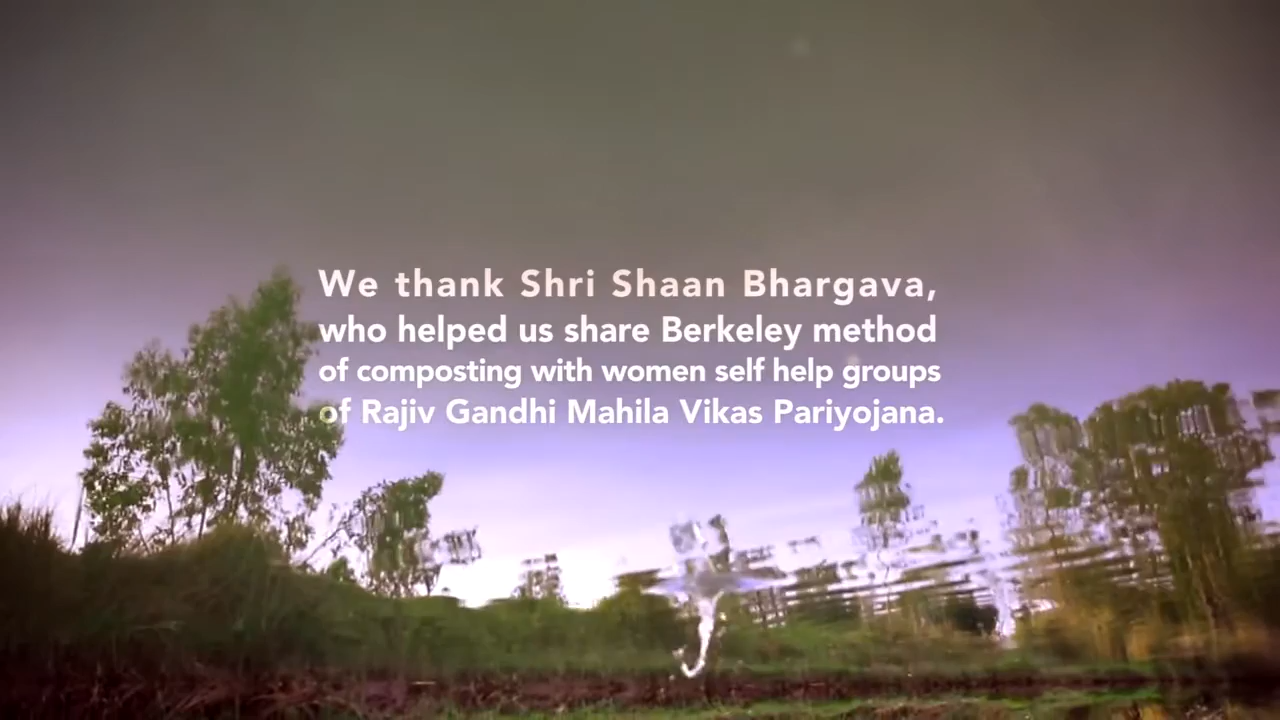 We thank Shri Shaan Bhargava,
who helped us share Berkeley method
of composting with women self help groups
of Rajiv Gandhi Mahila Vikas Pariyojana.